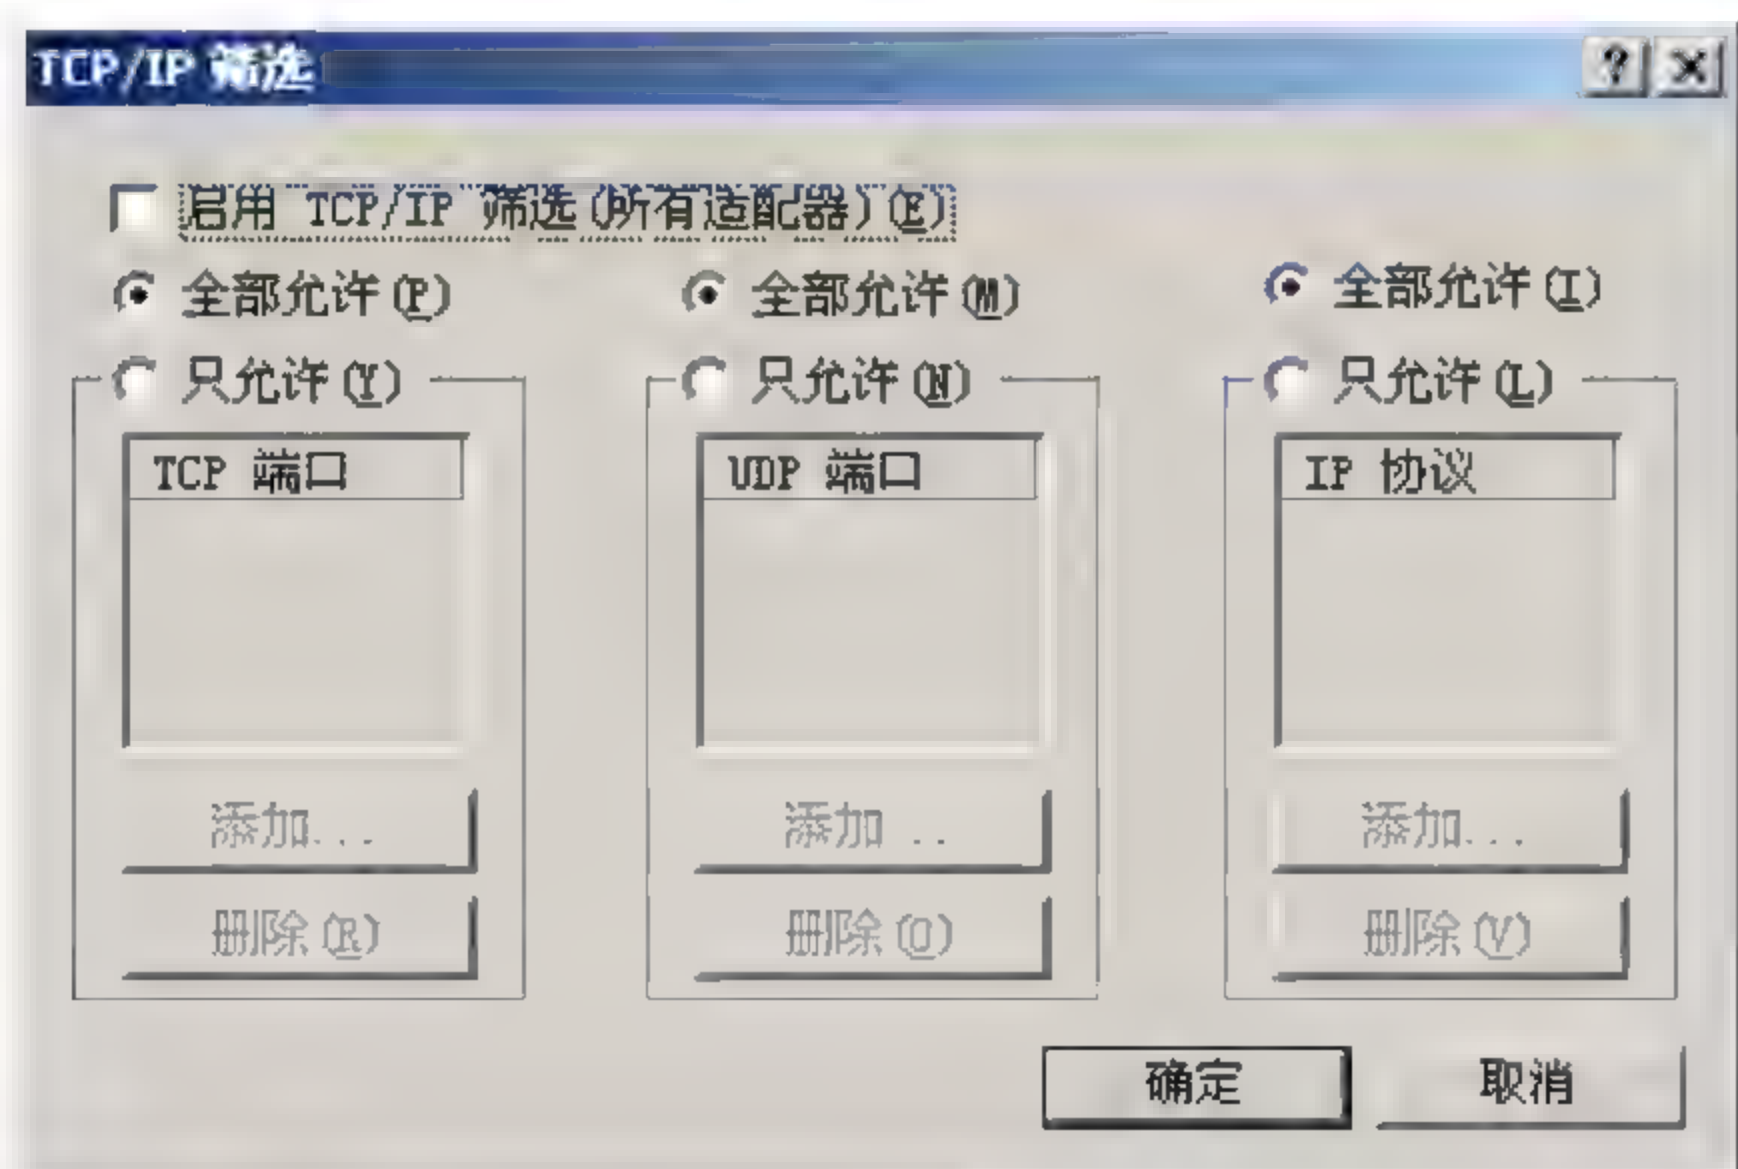 TCP/IP 筛选
启用 TCP/IP 筛选(所有适配器)(E)
全部允许(P) 全部允许(M) 全部允许(I)
只允许(Y) 只允许(N) 只允许(L)
TCP 端口 UDP 端口 IP 协议
添加... 添加 .. 添加...
删除(R) 删除(O) 删除(V)
确定 取消